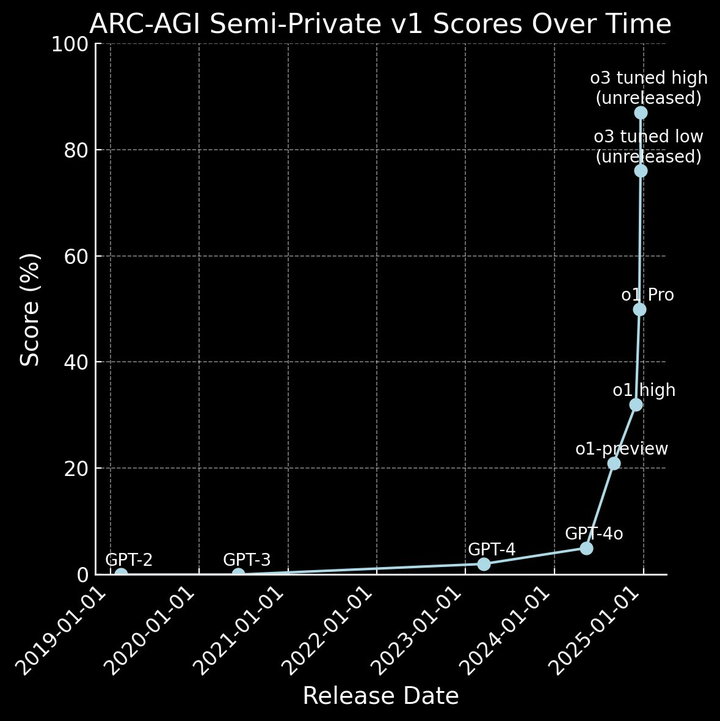 ARC-AGI Semi-Private v1 Scores Over Time
100
80
60
40
20
0
Score (%)
o3 tuned high
(unreleased)
o3 tuned low
(unreleased)
o1 Pro
o1 high
o1-preview
GPT-4o
GPT-4
GPT-3
GPT-2
2019-01-01
2020-01-01
2021-01-01
2022-01-01
2023-01-01
2024-01-01
2025-01-01
Release Date